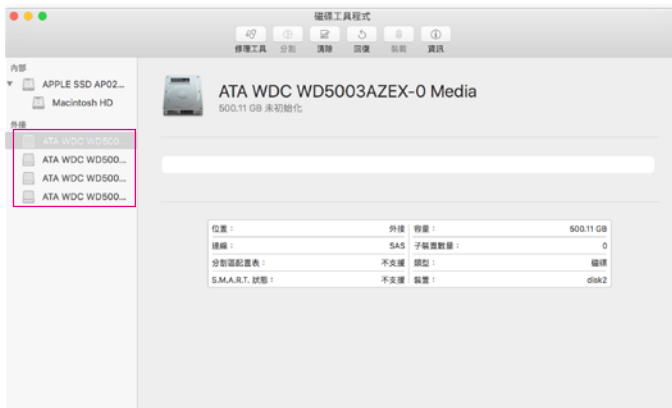 磁碟工具程式
修理工具 分割 清除 回復 裝載 資訊
內部
APPLE SSD AP02...
Macintosh HD
外接
ATA WDC WD500...
ATA WDC WD500...
ATA WDC WD500...
ATA WDC WD500...
ATA WDC WD5003AZEX-0 Media
500.11 GB 未初始化
位置： 外接 容量： 500.11 GB
連線： SAS 子裝置數量： 0
分割區配置表： 不支援 類型： 磁碟
S.M.A.R.T. 狀態： 不支援 裝置： disk2